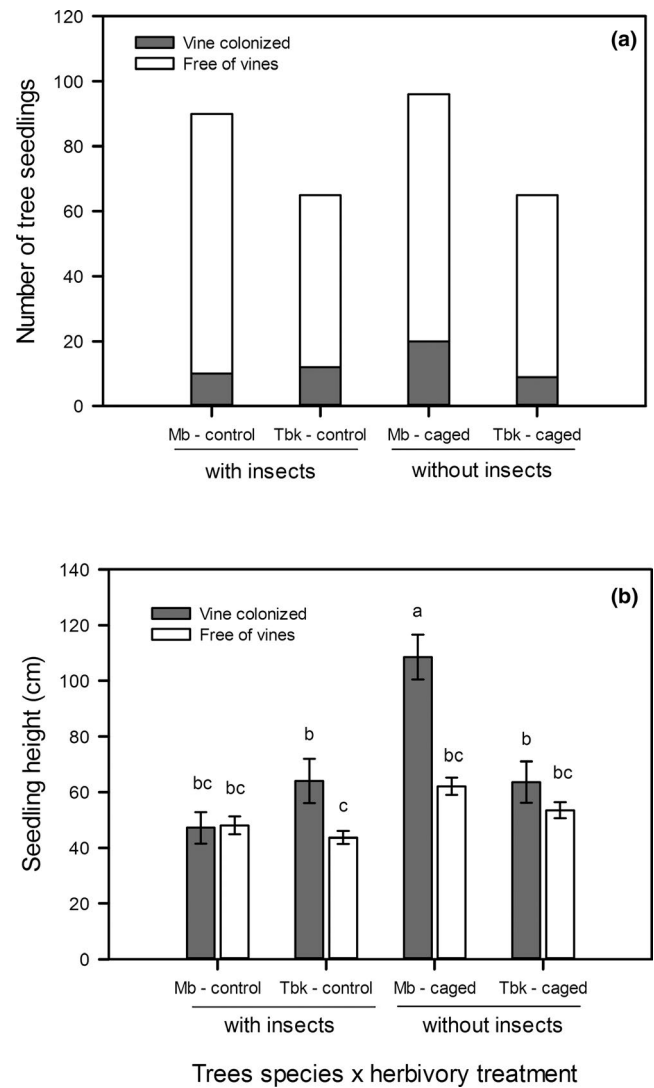 (a)
Vine colonized
Free of vines
Number of tree seedlings
120
100
80
60
40
20
0
Mb - control Tbk - control Mb - caged Tbk - caged
with insects without insects
(b)
Vine colonized
Free of vines
Seedling height (cm)
140
120
100
80
60
40
20
0
bc bc b c a bc b bc
Mb - control Tbk - control Mb - caged Tbk - caged
with insects without insects
Trees species x herbivory treatment